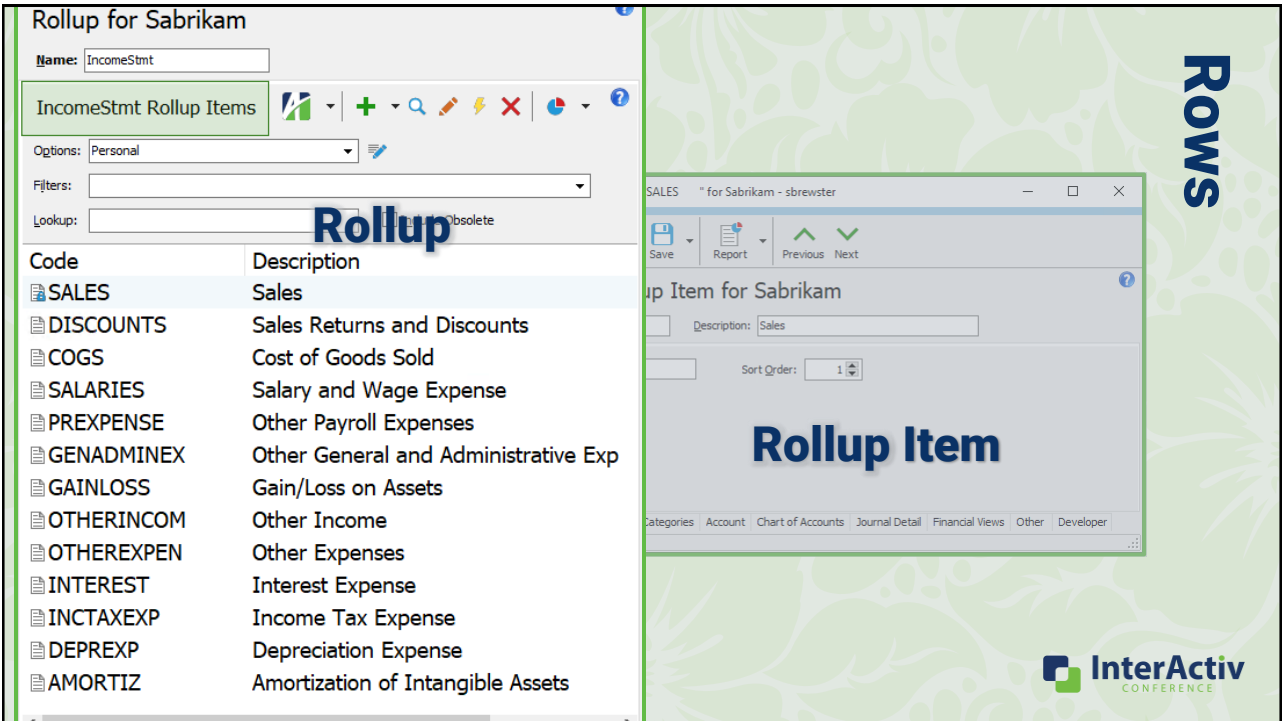 Rollup for Sabrikam
Name: IncomeStmt
IncomeStmt Rollup Items
Options: Personal
Filters:
Lookup: Obsolete
Rollup
Code Description
SALES Sales
DISCOUNTS Sales Returns and Discounts
COGS Cost of Goods Sold
SALARIES Salary and Wage Expense
PREXPENSE Other Payroll Expenses
GENADMINEX Other General and Administrative Exp
GAINLOSS Gain/Loss on Assets
OTHERINCOM Other Income
OTHEREXPEN Other Expenses
INTEREST Interest Expense
INCTAXEXP Income Tax Expense
DEPREXP Depreciation Expense
AMORTIZ Amortization of Intangible Assets
Rows
SALES " for Sabrikam - sbrewster
Save Report Previous Next
up Item for Sabrikam
Description: Sales
Sort Order: 1
Rollup Item
Categories Account Chart of Accounts Journal Detail Financial Views Other Developer
InterActiv
CONFERENCE